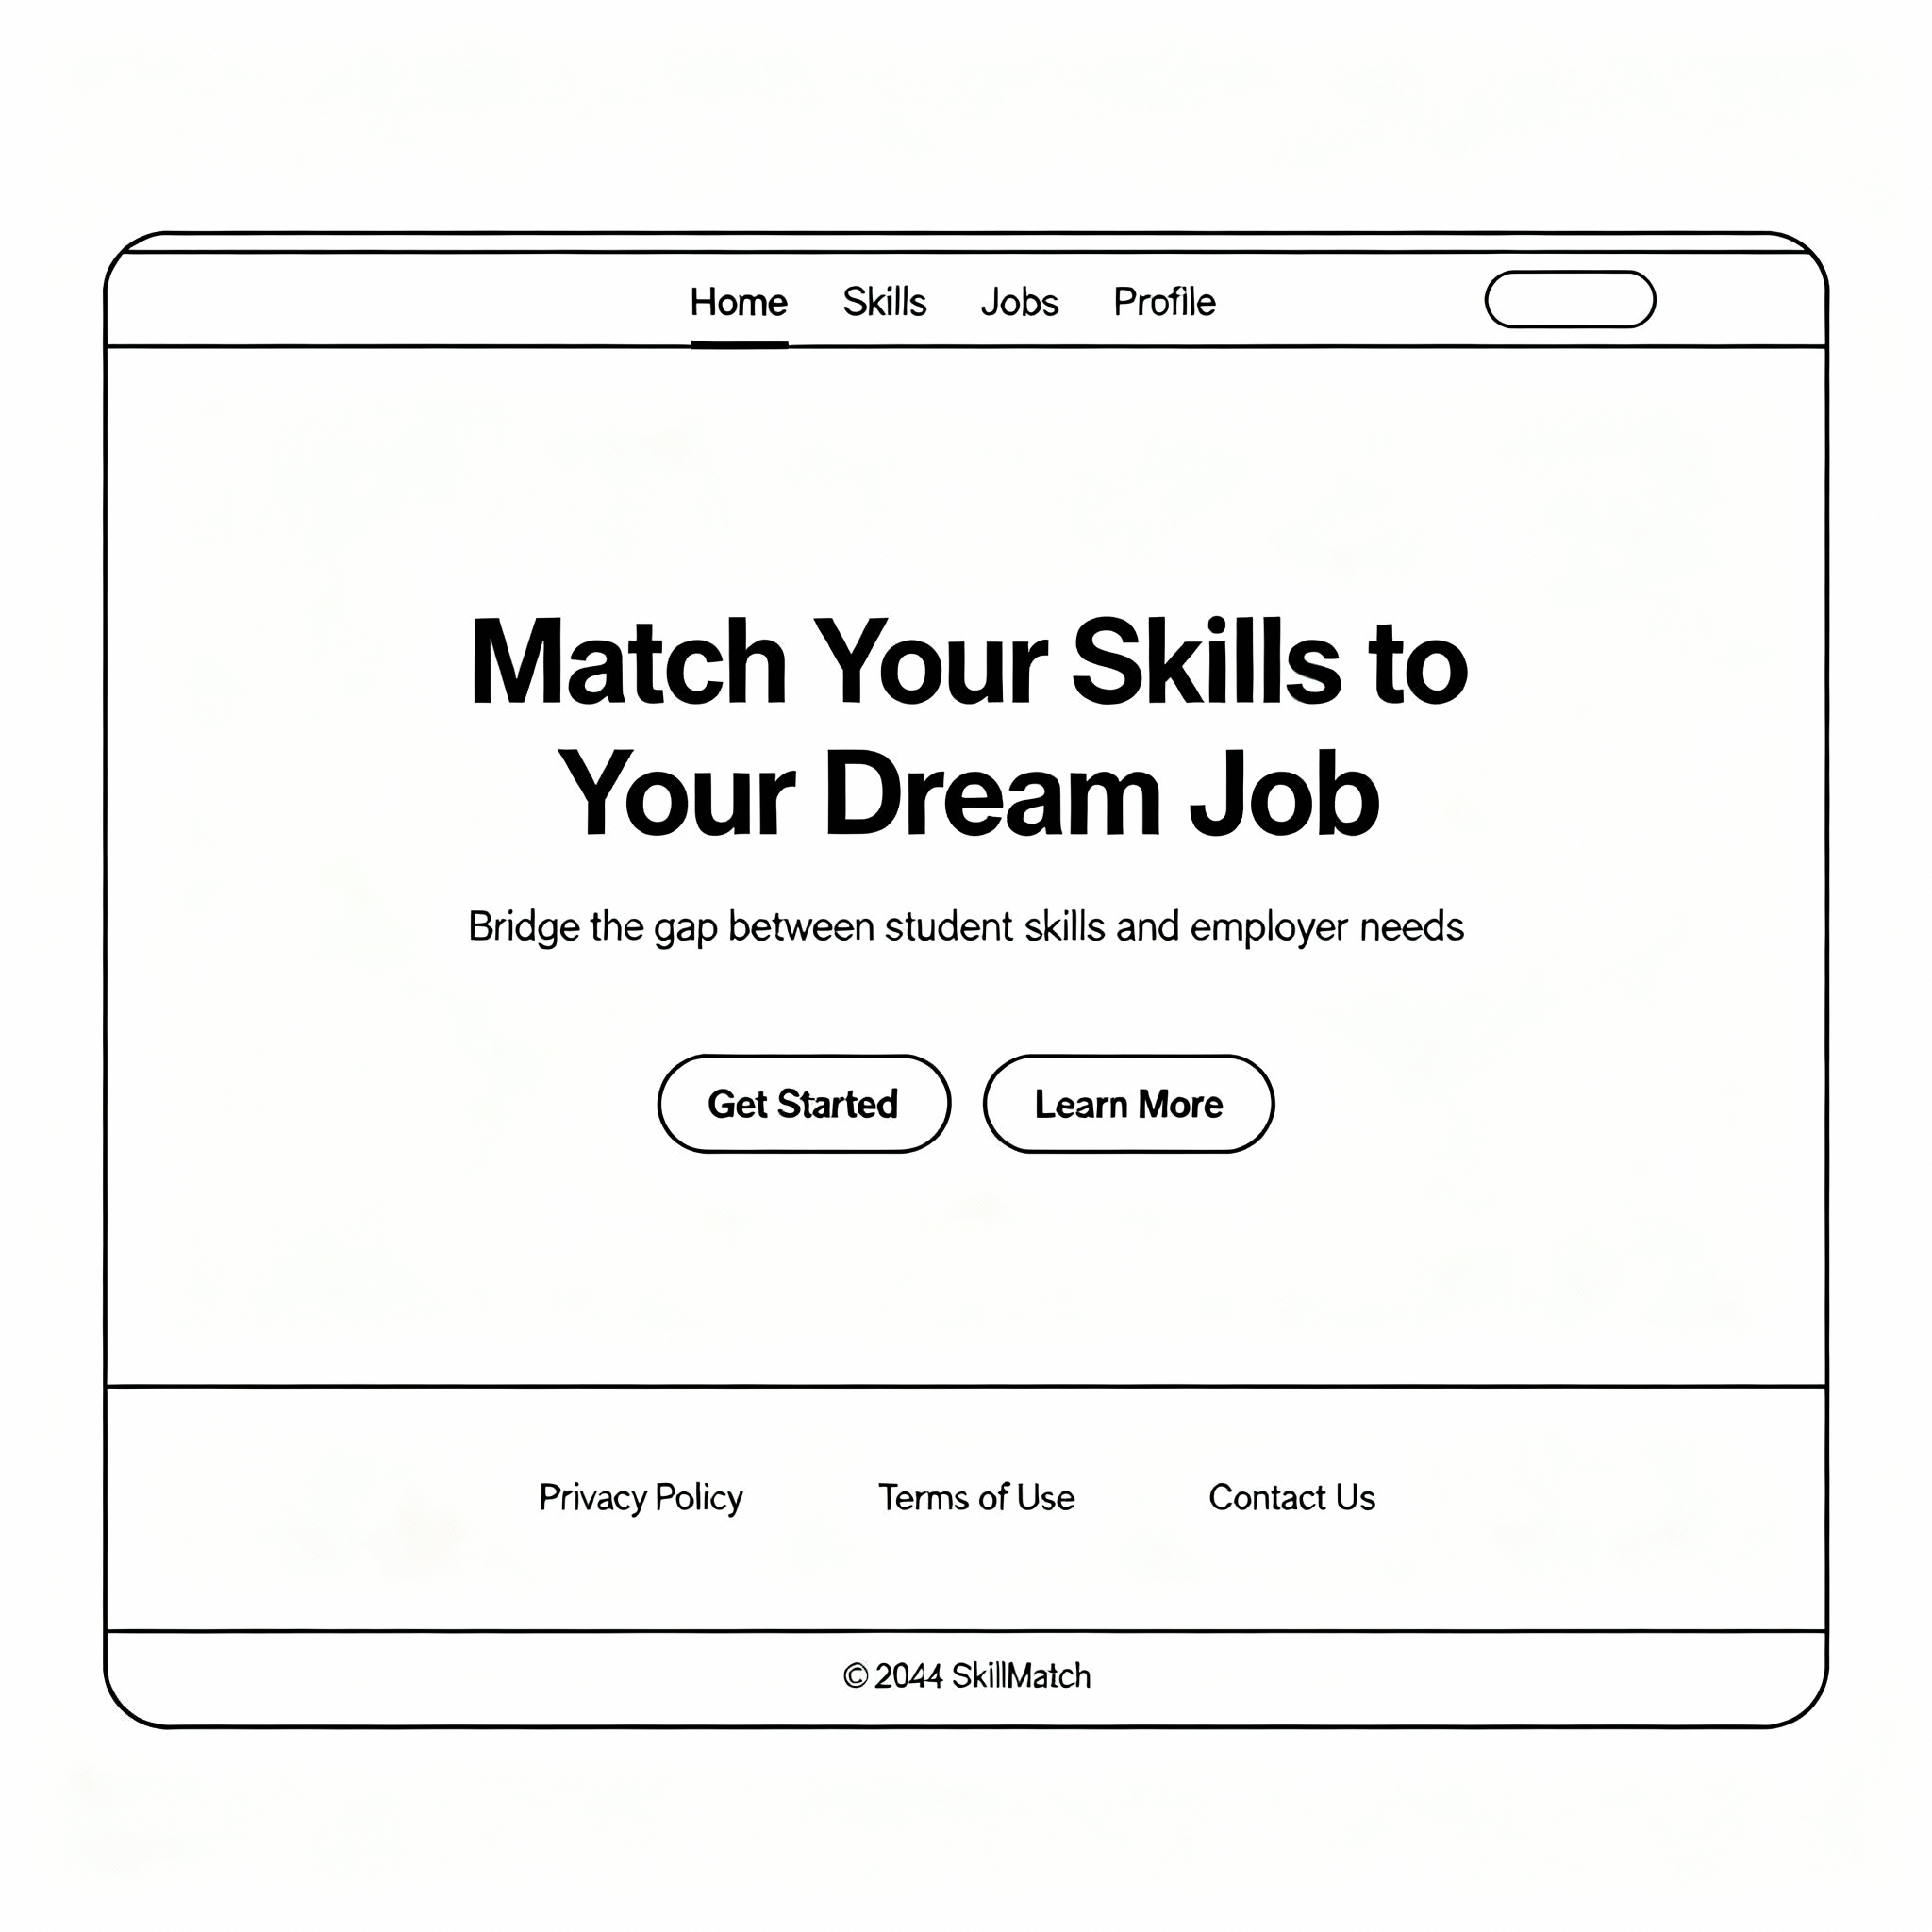 Home Skills Jobs Profile
Match Your Skills to
Your Dream Job
Bridge the gap between student skills and employer needs
Get Started Learn More
Privacy Policy Terms of Use Contact Us
© 2044 SkillMatch